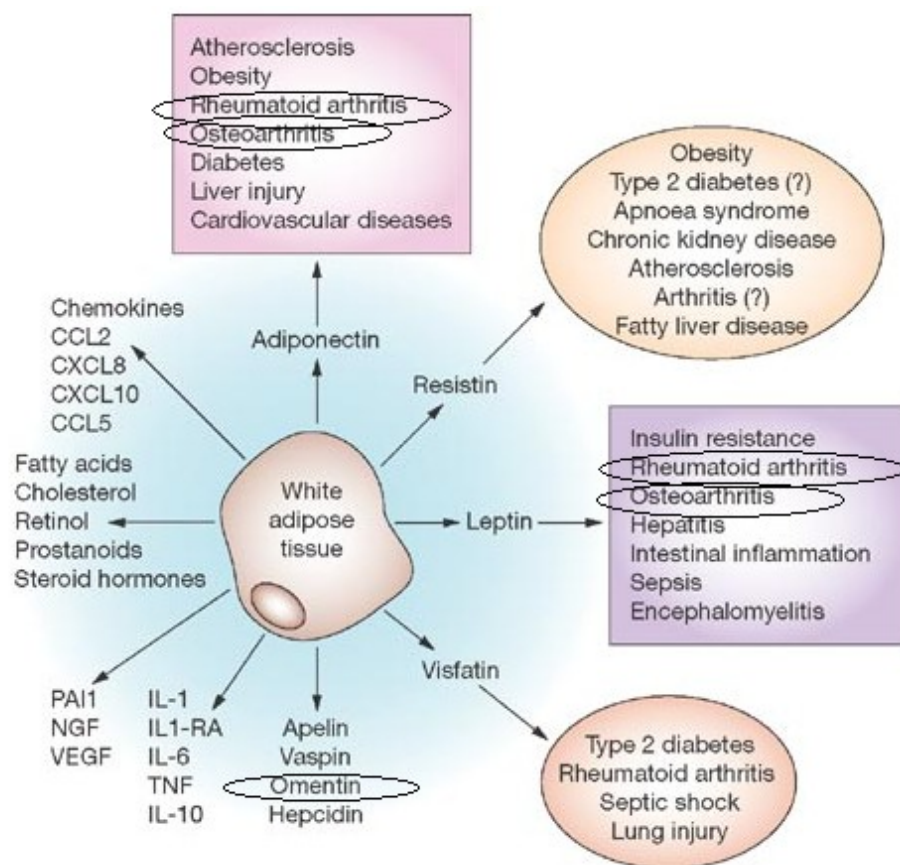 Atherosclerosis
Obesity
Rheumatoid arthritis
Osteoarthritis
Diabetes
Liver injury
Cardiovascular diseases
Obesity
Type 2 diabetes (?)
Apnoea syndrome
Chronic kidney disease
Atherosclerosis
Arthritis (?)
Fatty liver disease
Chemokines
CCL2
CXCL8
CXCL10
CCL5
Adiponectin
Resistin
Fatty acids
Cholesterol
Retinol
Prostanoids
Steroid hormones
White
adipose
tissue
Leptin
Insulin resistance
Rheumatoid arthritis
Osteoarthritis
Hepatitis
Intestinal inflammation
Sepsis
Encephalomyelitis
Visfatin
PAI1
NGF
VEGF
IL-1
IL1-RA
IL-6
TNF
IL-10
Apelin
Vaspin
Omentin
Hepcidin
Type 2 diabetes
Rheumatoid arthritis
Septic shock
Lung injury